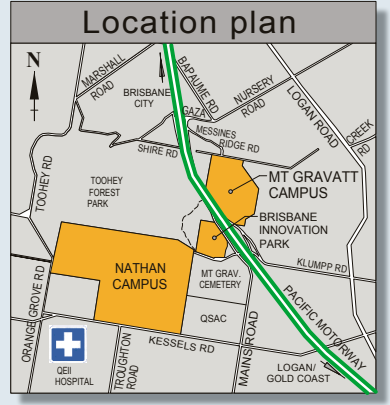 Location plan
N
MARSHALL
ROAD
BRISBANE
CITY
BAPAUME RD
GAZA
NURSERY
ROAD
LOGAN ROAD
CREEK
RD
MESSINES
RIDGE RD
SHIRE RD
TOOHEY RD
TOOHEY
FOREST
PARK
MT GRAVATT
CAMPUS
BRISBANE
INNOVATION
PARK
NATHAN
CAMPUS
MT GRAV.
CEMETERY
KLUMPP RD
QSAC
PACIFIC MOTORWAY
ORANGE GROVE RD
KESSELS RD
MAINS ROAD
QEII
HOSPITAL
TROUGHTON
ROAD
LOGAN/
GOLD COAST